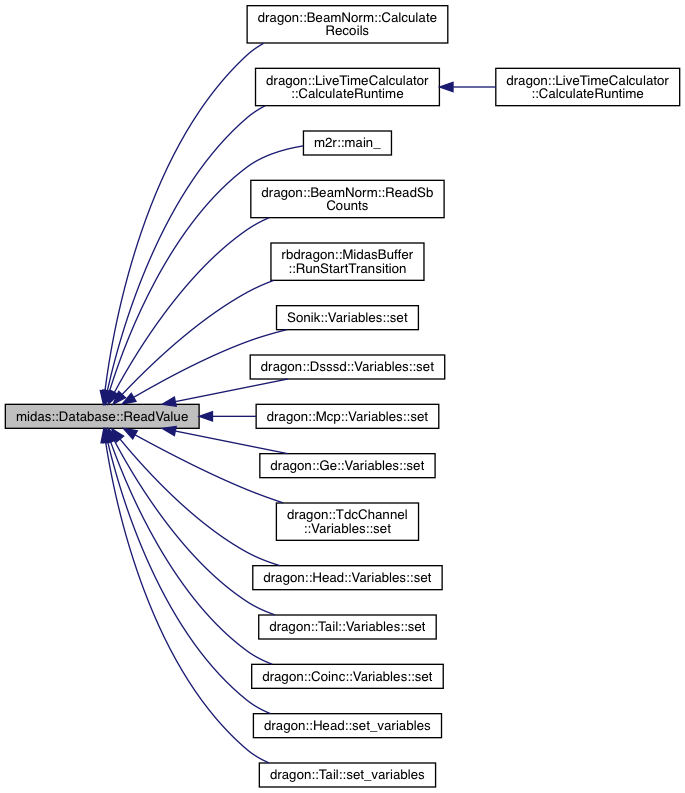 dragon::BeamNorm::Calculate
Recoils
dragon::LiveTimeCalculator
::CalculateRuntime
dragon::LiveTimeCalculator
::CalculateRuntime
m2r::main_
dragon::BeamNorm::ReadSb
Counts
rbdragon::MidasBuffer
::RunStartTransition
Sonik::Variables::set
dragon::Dsssd::Variables::set
midas::Database::ReadValue
dragon::Mcp::Variables::set
dragon::Ge::Variables::set
dragon::TdcChannel
::Variables::set
dragon::Head::Variables::set
dragon::Tail::Variables::set
dragon::Coinc::Variables::set
dragon::Head::set_variables
dragon::Tail::set_variables